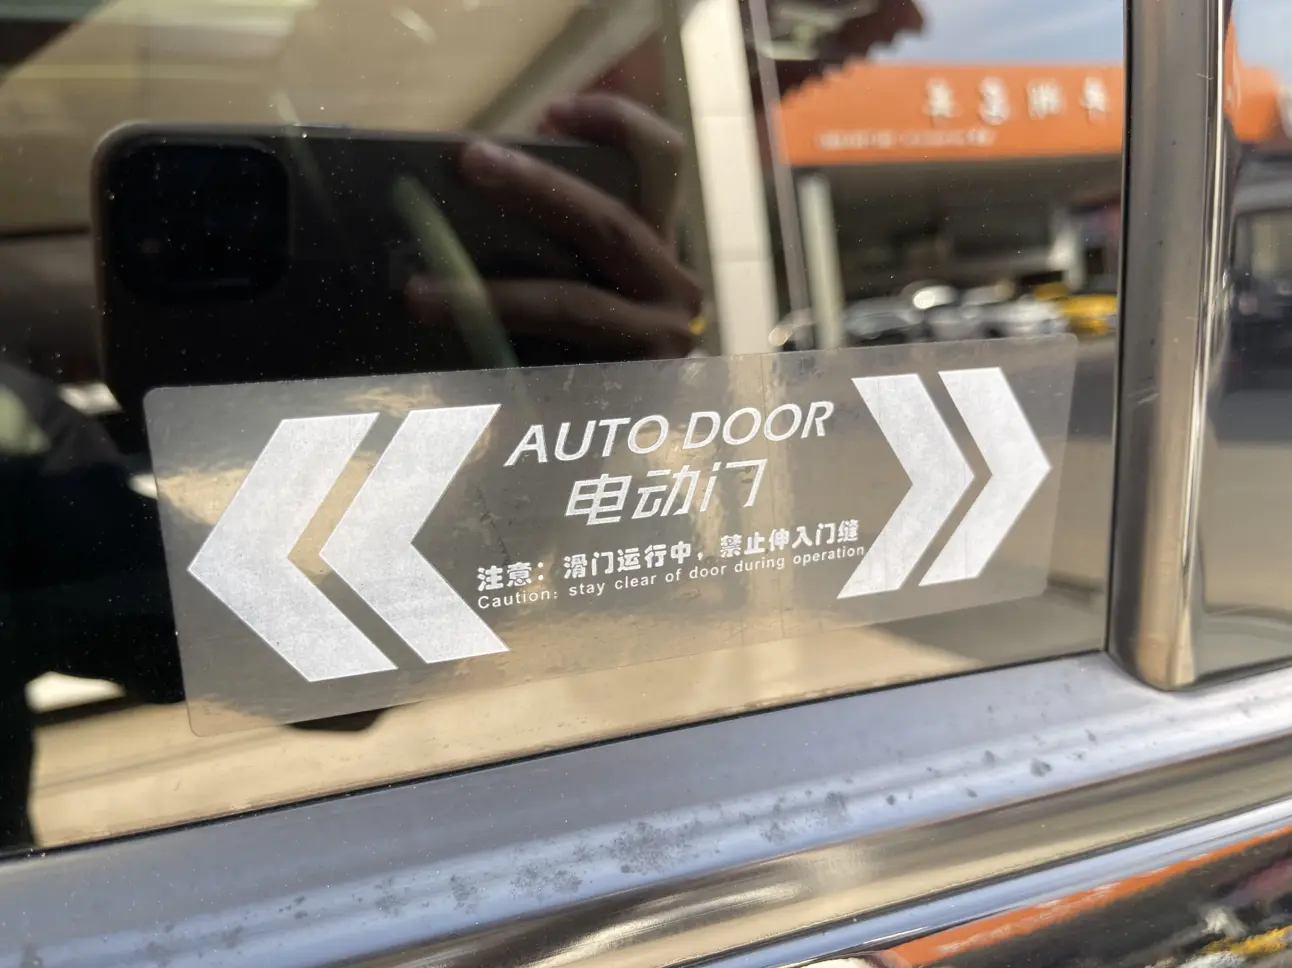 AUTO DOOR
电动门
注意：滑门运行中，禁止伸入门缝
Caution: stay clear of door during operation